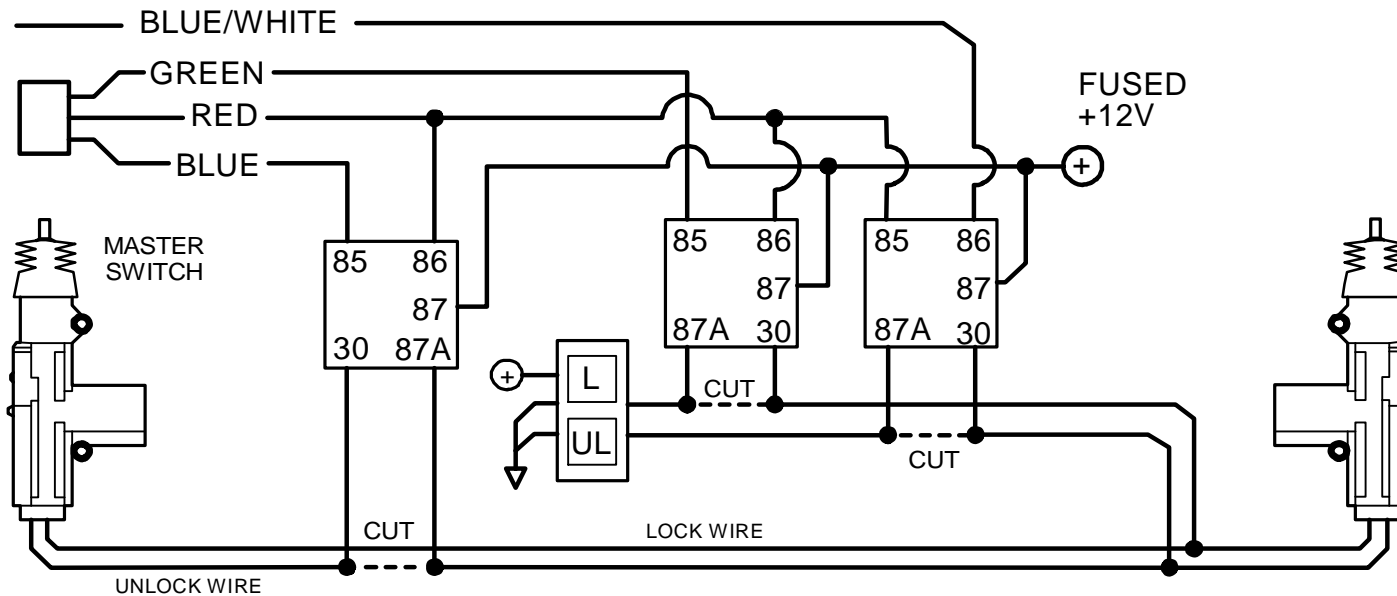 BLUE/WHITE
GREEN
RED
BLUE
FUSED
+12V
MASTER
SWITCH
85 86
87
30 87A
85 86
87
87A 30
85 86
87
87A 30
+
+
L
UL
CUT
CUT
CUT
LOCK WIRE
UNLOCK WIRE